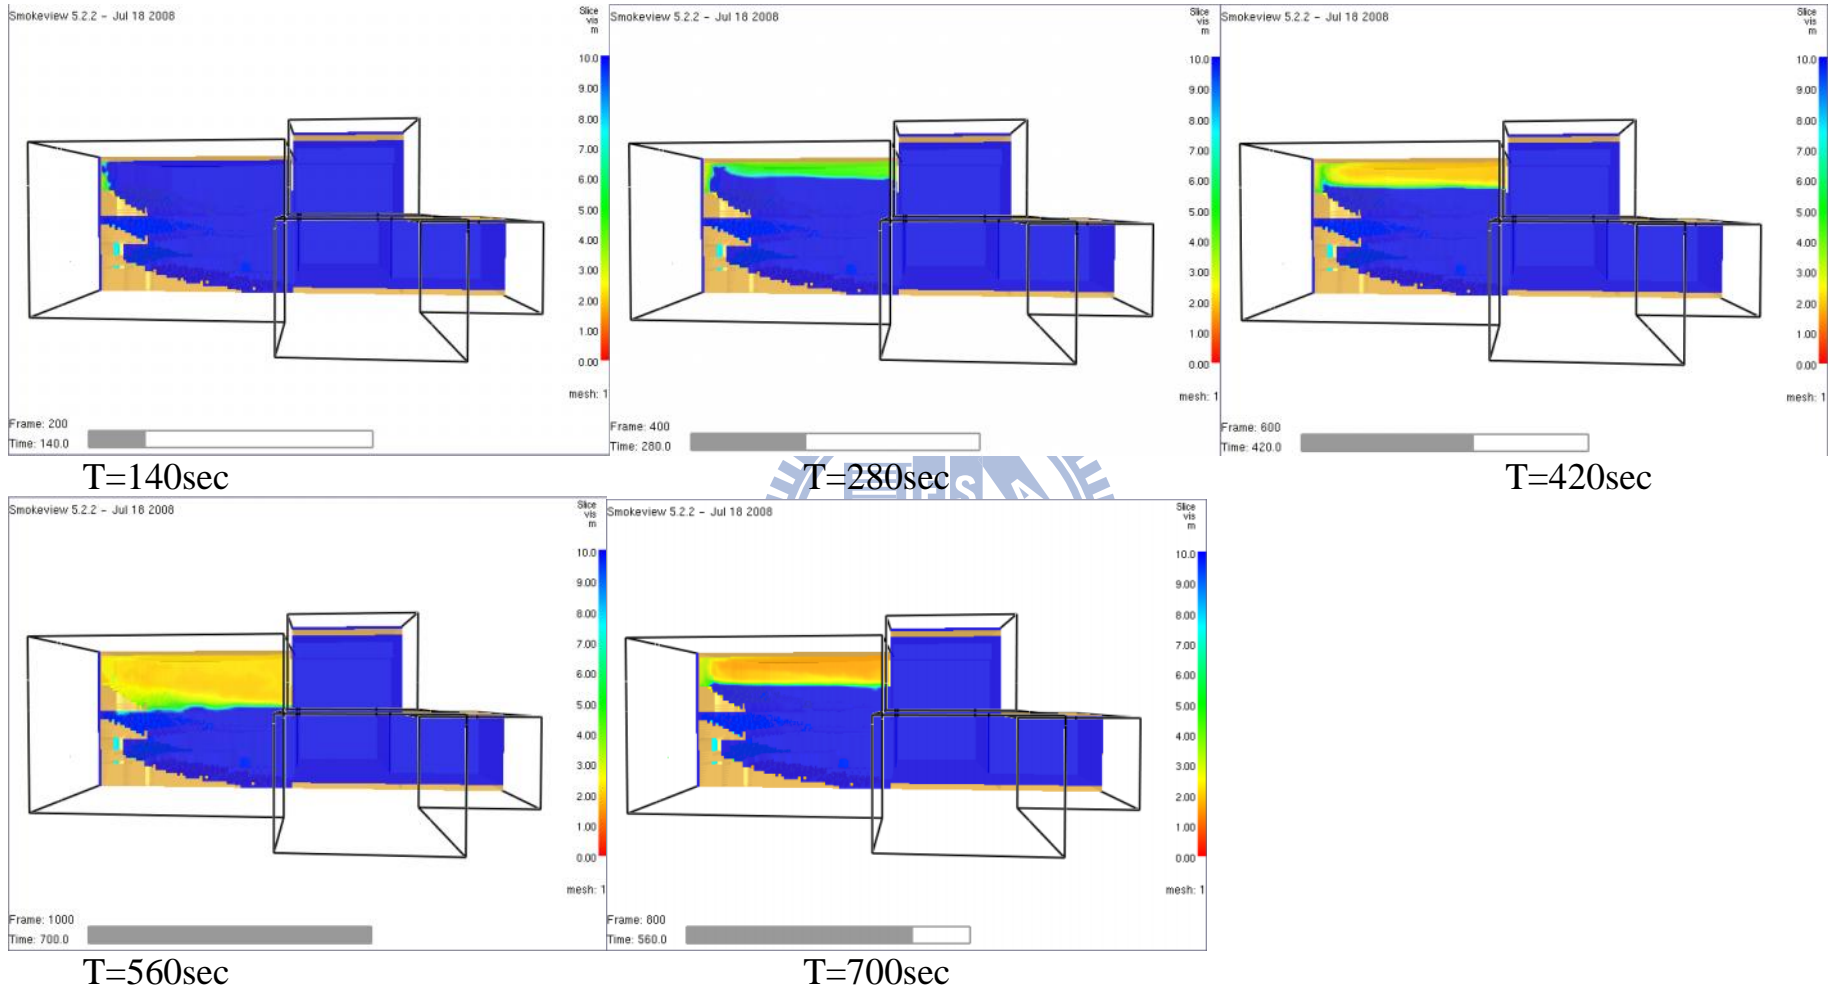 Smokeview 5.2.2 - Jul 18 2008
Slice
vis
m
10.0
9.00
8.00
7.00
6.00
5.00
4.00
3.00
2.00
1.00
0.00
mesh: 1
Frame: 200
Time: 140.0
Smokeview 5.2.2 - Jul 18 2008
Slice
vis
m
10.0
9.00
8.00
7.00
6.00
5.00
4.00
3.00
2.00
1.00
0.00
mesh: 1
Frame: 400
Time: 280.0
Smokeview 5.2.2 - Jul 18 2008
Slice
vis
m
10.0
9.00
8.00
7.00
6.00
5.00
4.00
3.00
2.00
1.00
0.00
mesh: 1
Frame: 600
Time: 420.0
T=140sec
T=280sec
T=420sec
Smokeview 5.2.2 - Jul 18 2008
Slice
vis
m
10.0
9.00
8.00
7.00
6.00
5.00
4.00
3.00
2.00
1.00
0.00
mesh: 1
Frame: 1000
Time: 700.0
Smokeview 5.2.2 - Jul 18 2008
Slice
vis
m
10.0
9.00
8.00
7.00
6.00
5.00
4.00
3.00
2.00
1.00
0.00
mesh: 1
Frame: 800
Time: 560.0
T=560sec
T=700sec